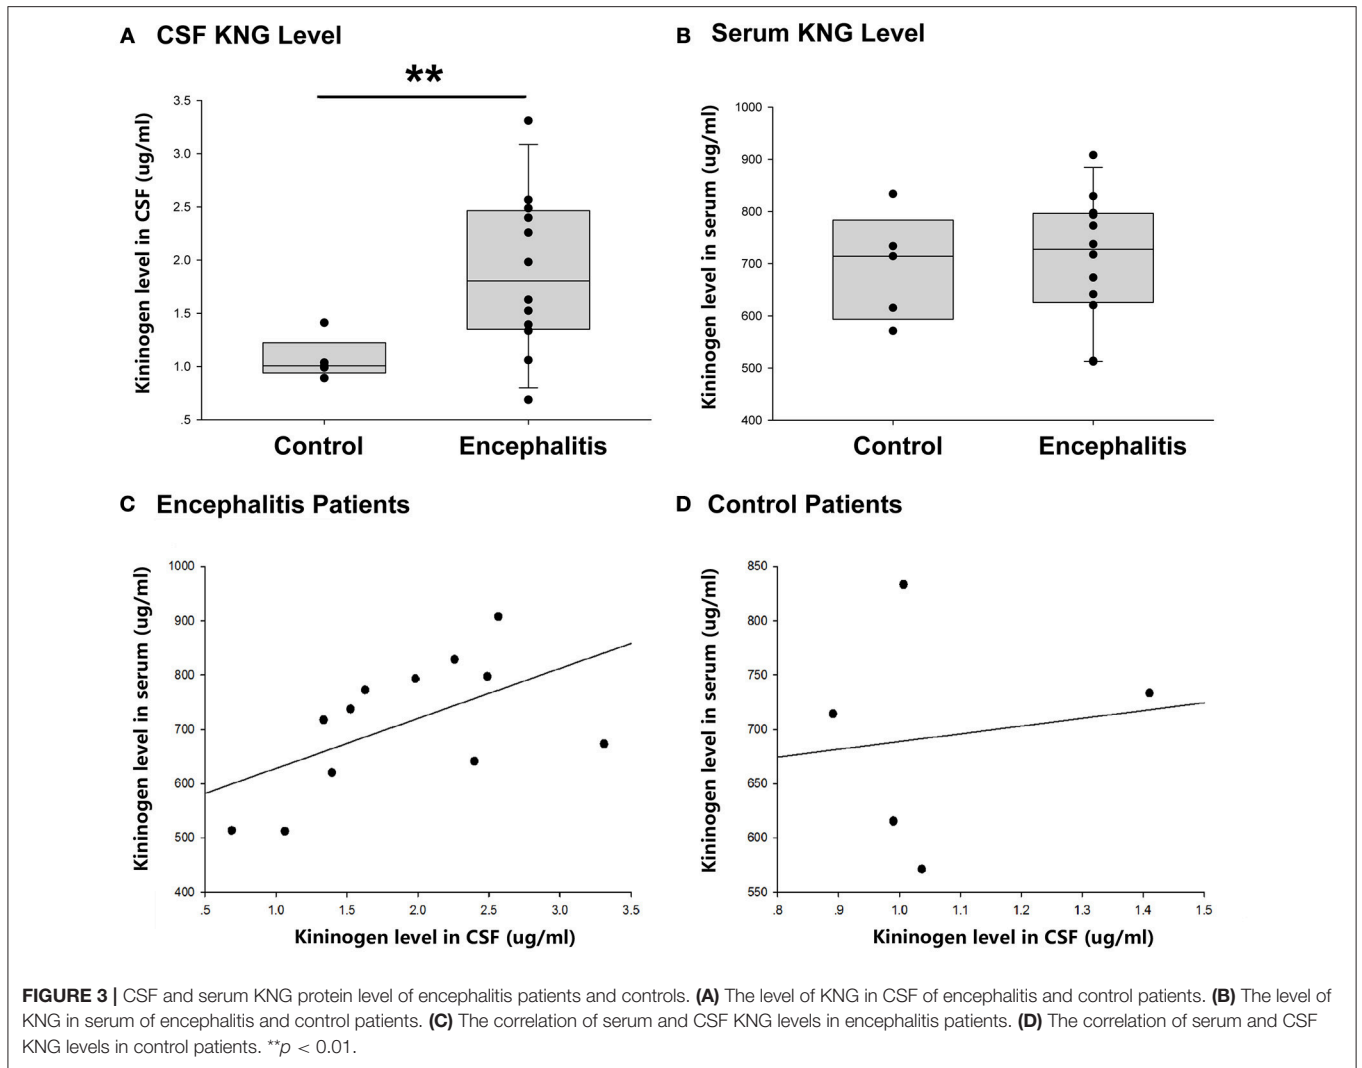 A CSF KNG Level
**
Kininogen level in CSF (ug/ml)
3.5
3.0
2.5
2.0
1.5
1.0
.5
Control Encephalitis
B Serum KNG Level
Kininogen level in serum (ug/ml)
1000
900
800
700
600
500
400
Control Encephalitis
C Encephalitis Patients
Kininogen level in serum (ug/ml)
1000
900
800
700
600
500
400
.5 1.0 1.5 2.0 2.5 3.0 3.5
Kininogen level in CSF (ug/ml)
D Control Patients
Kininogen level in serum (ug/ml)
850
800
750
700
650
600
550
.8 .9 1.0 1.1 1.2 1.3 1.4 1.5
Kininogen level in CSF (ug/ml)
FIGURE 3 | CSF and serum KNG protein level of encephalitis patients and controls. (A) The level of KNG in CSF of encephalitis and control patients. (B) The level of
KNG in serum of encephalitis and control patients. (C) The correlation of serum and CSF KNG levels in encephalitis patients. (D) The correlation of serum and CSF
KNG levels in control patients. **p < 0.01.